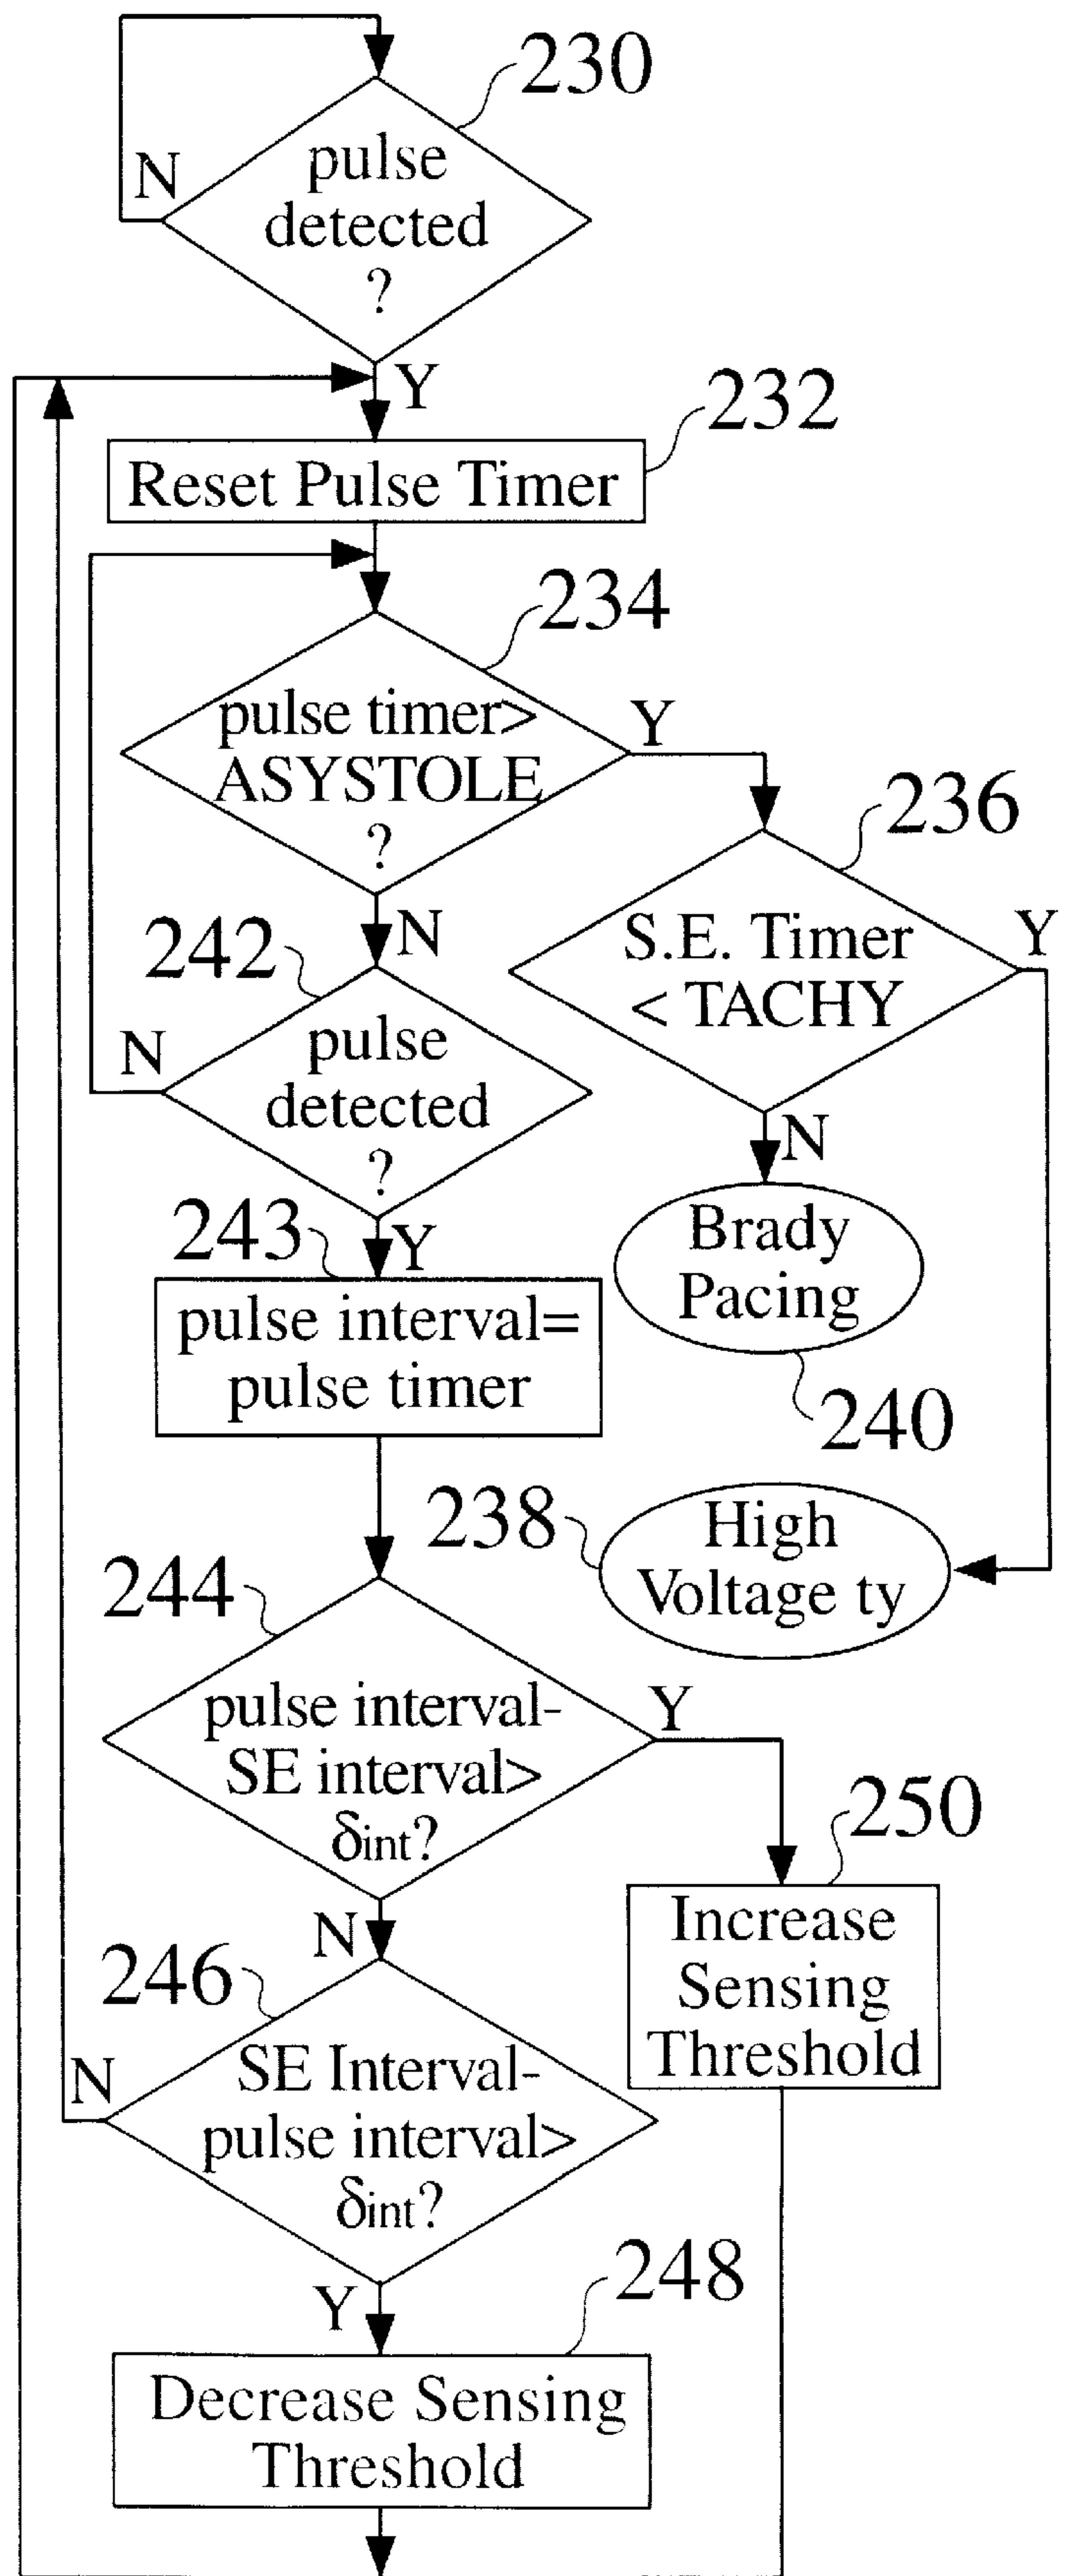 230
N
pulse
detected
?
Y
232
Reset Pulse Timer
234
pulse timer>
ASYSTOLE
?
Y
236
N
S.E. Timer
< TACHY
Y
242
pulse
detected
?
N
N
Brady
Pacing
240
243
Y
pulse interval=
pulse timer
238
High
Voltage ty
244
pulse interval-
SE interval>
δint?
Y
250
Increase
Sensing
Threshold
N
246
SE Interval-
pulse interval>
δint?
N
248
Y
Decrease Sensing
Threshold